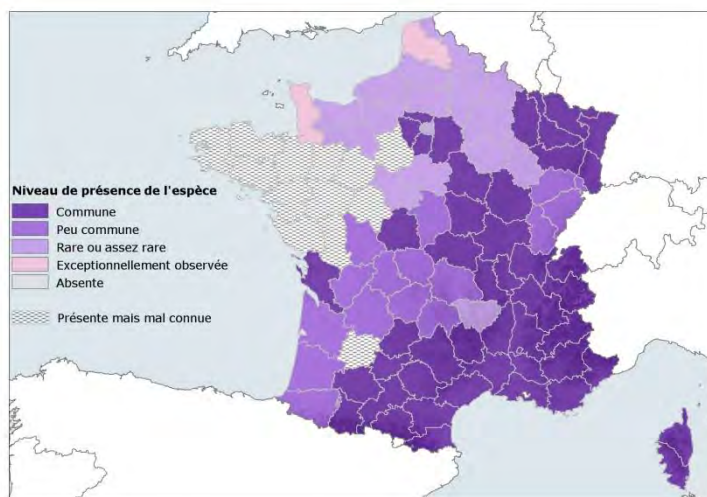 Niveau de présence de l'espèce
Commune
Peu commune
Rare ou assez rare
Exceptionnellement observée
Absente
Présente mais mal connue